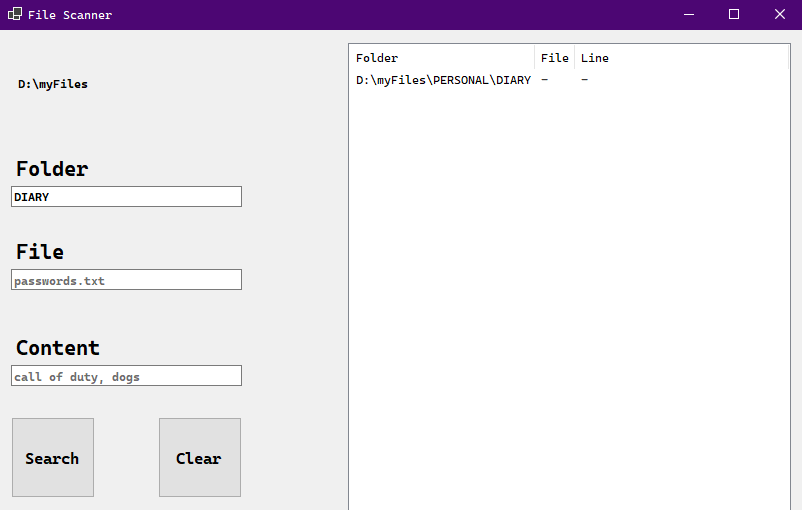 File Scanner
D:\myFiles
Folder
DIARY
File
passwords.txt
Content
call of duty, dogs
Search Clear
Folder File Line
D:\myFiles\PERSONAL\DIARY - -